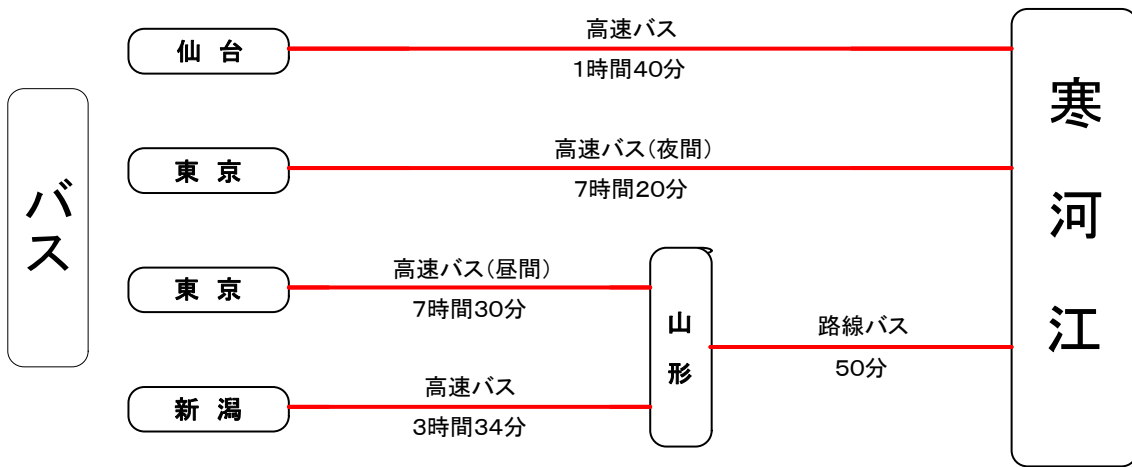 バス
仙台
高速バス
1時間40分
東京
高速バス(夜間)
7時間20分
東京
高速バス(昼間)
7時間30分
新潟
高速バス
3時間34分
山形
路線バス
50分
寒河江